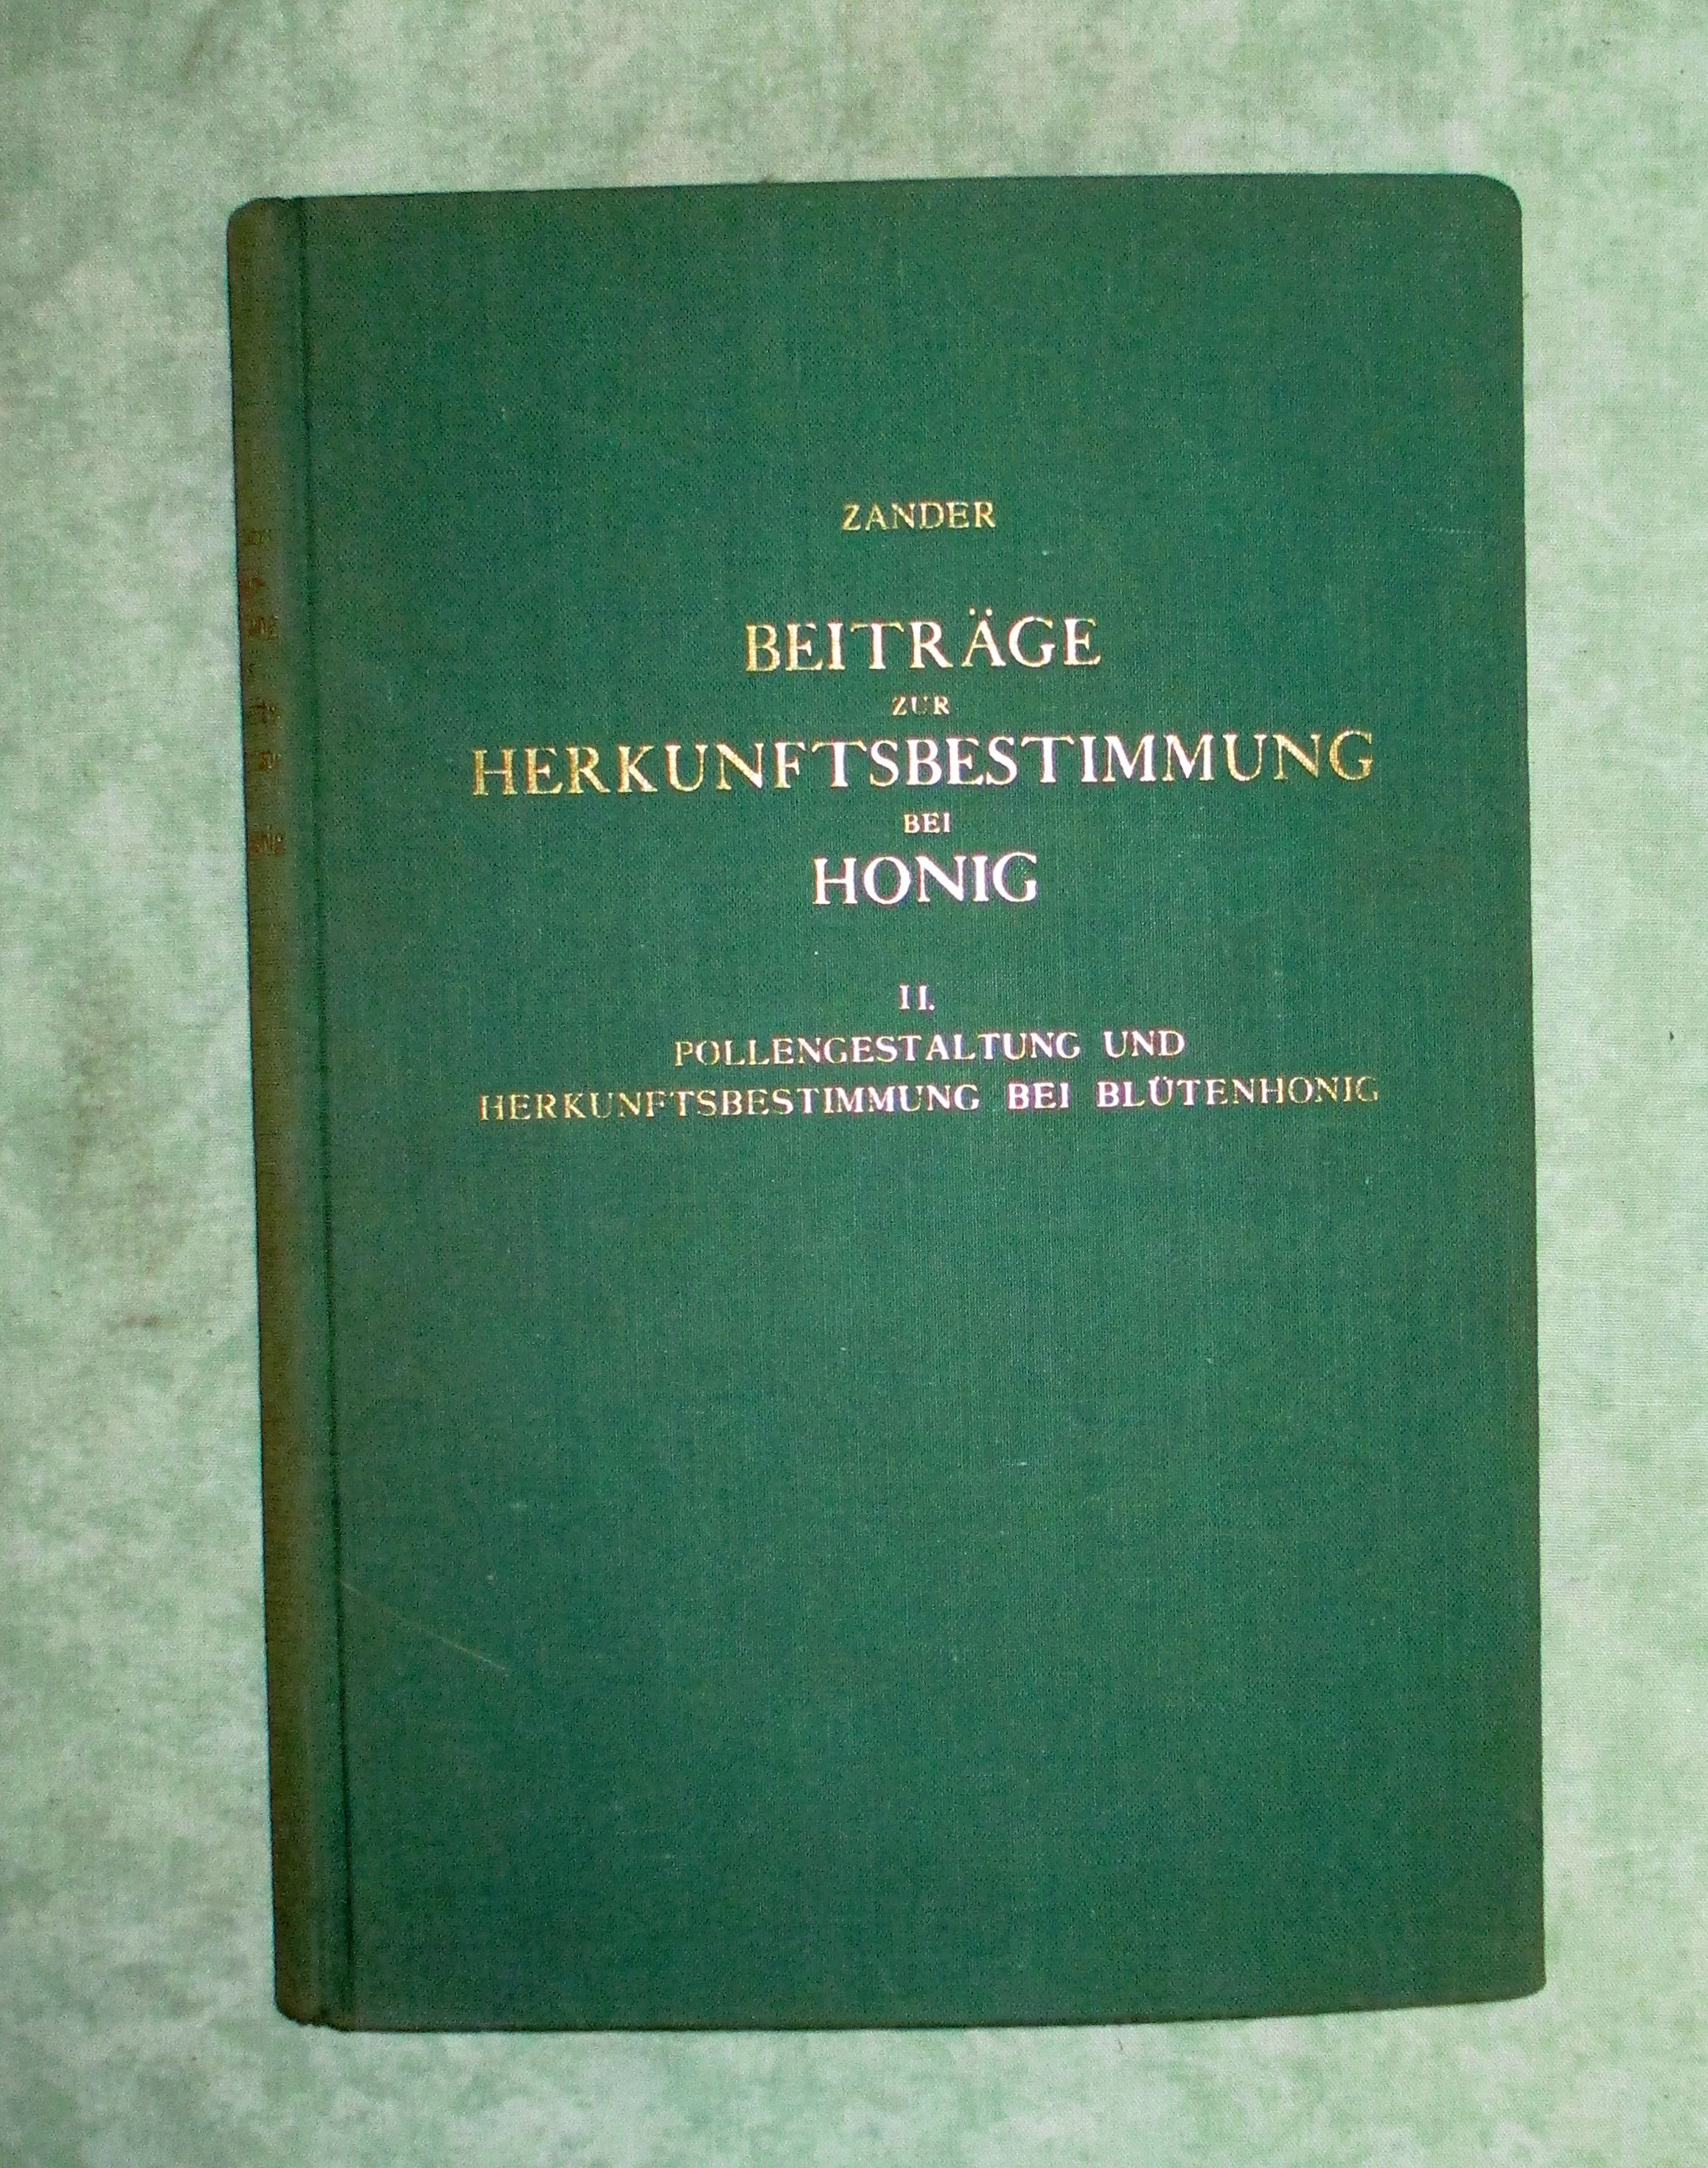 ZANDER
BEITRÄGE
ZUR
HERKUNFTSBESTIMMUNG
BEI
HONIG
II.
POLLENGESTALTUNG UND
HERKUNFTSBESTIMMUNG BEI BLÜTENHONIG